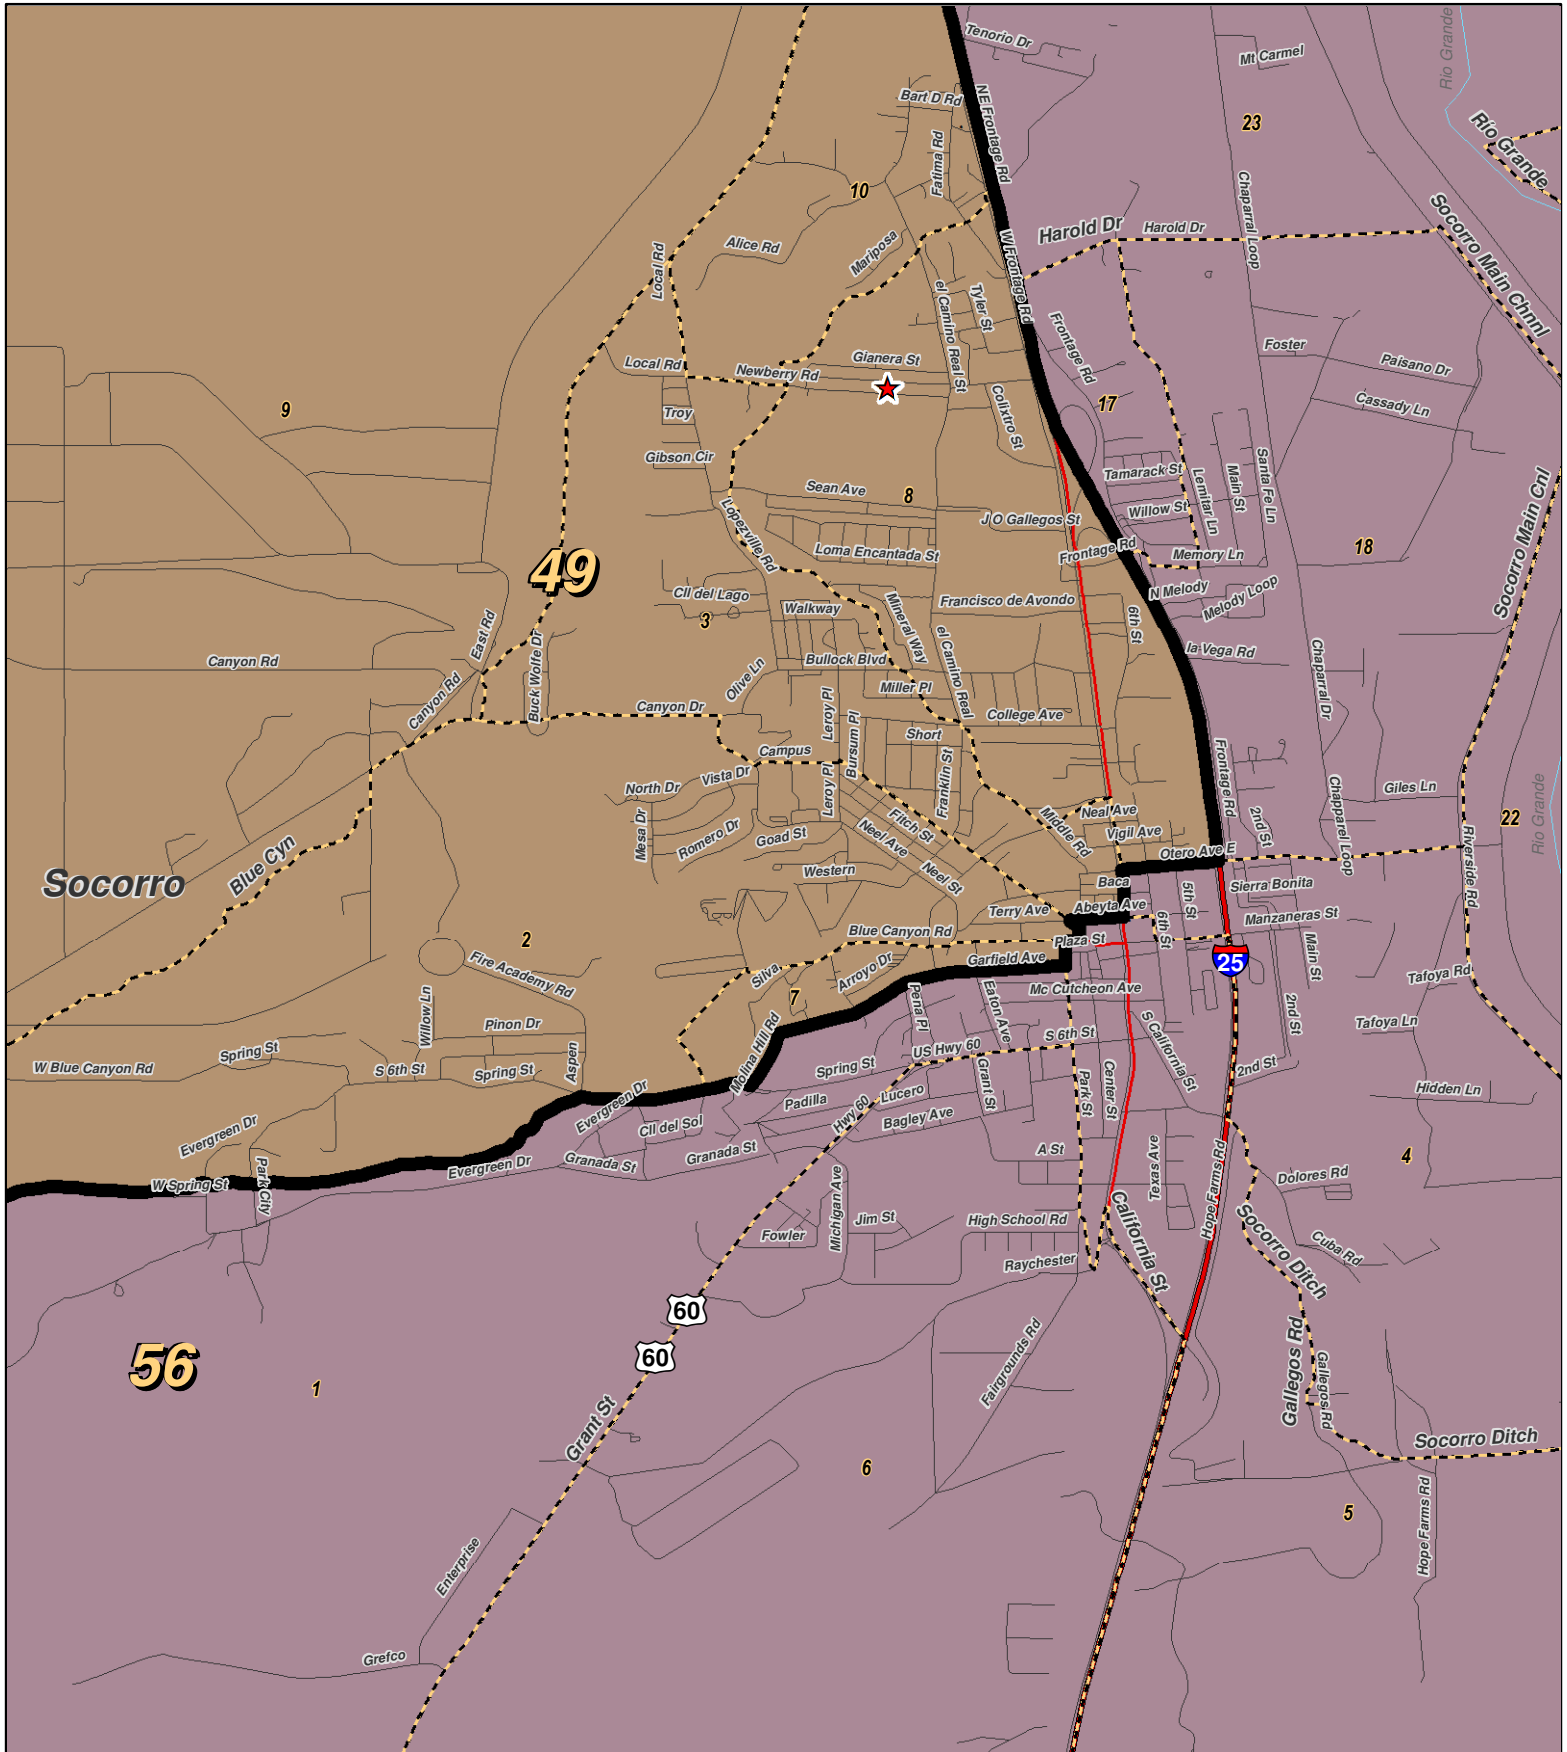 Tenorio Dr
Mt Carmel
Rio Grande
Bart D Rd
NE Frontage Rd
23
Rio Grande
Fatima Rd
10
Chaparral Loop
Socorro Main Chnnl
Harold Dr
Harold Dr
Alice Rd
Mariposa
Local Rd
W Frontage Rd
el Camino Real St
Tyler St
Frontage Rd
Foster
Paisano Dr
Gianera St
Local Rd
Newberry Rd
Cassady Ln
9
Troy
Colixtro St
17
Gibson Cir
Tamarack St
Lemitar Ln
Main St
Santa Fe Ln
Sean Ave
8
Willow St
Socorro Main Cnl
Lopezville Rd
J O Gallegos St
Loma Encantada St
Frontage Rd
Memory Ln
18
49
N Melody
Melody Loop
Cll del Lago
Walkway
Mineral Way
Francisco de Avondo
6th St
3
East Rd
Canyon Rd
Buck Wolfe Dr
Bullock Blvd
el Camino Real
la Vega Rd
Chaparral Dr
Olive Ln
Miller Pl
Canyon Rd
Canyon Dr
Leroy Pl
Bursum Pl
College Ave
Short
Campus
Frontage Rd
Vista Dr
North Dr
Leroy Pl
Franklin St
Giles Ln
Rio Grande
Mesa Dr
Romero Dr
Goad St
Neel Ave
Fitch St
Middle Rd
Neal Ave
Vigil Ave
2nd St
Chapparel Loop
22
Otero Ave E
Riverside Rd
Socorro
Blue Cyn
Western
Neel St
Baca
Sierra Bonita
5th St
Terry Ave
Abeyta Ave
Manzaneras St
6th St
Blue Canyon Rd
Plaza St
Main St
2
Garfield Ave
25
Silva
Arroyo Dr
Fire Academy Rd
Tafoya Rd
7
Mc Cutcheon Ave
Willow Ln
Pena Pl
Eaton Ave
2nd St
Pinon Dr
Molina Hill Rd
S California St
Tafoya Ln
S 6th St
US Hwy 60
Spring St
Aspen
W Blue Canyon Rd
S 6th St
Spring St
Spring St
2nd St
Center St
Park St
Grant St
Hidden Ln
Evergreen Dr
Padilla
Hwy 60
Lucero
Bagley Ave
Evergreen Dr
Cll del Sol
Granada St
A St
Texas Ave
Hope Farms Rd
4
Evergreen Dr
Granada St
Park City
W Spring St
Dolores Rd
Michigan Ave
Jim St
High School Rd
California St
Socorro Ditch
Fowler
Cuba Rd
Raychester
60
60
Fairgrounds Rd
Gallegos Rd
Gallegos Rd
56
1
Grant St
Socorro Ditch
6
Hope Farms Rd
5
Enterprise
Grefco